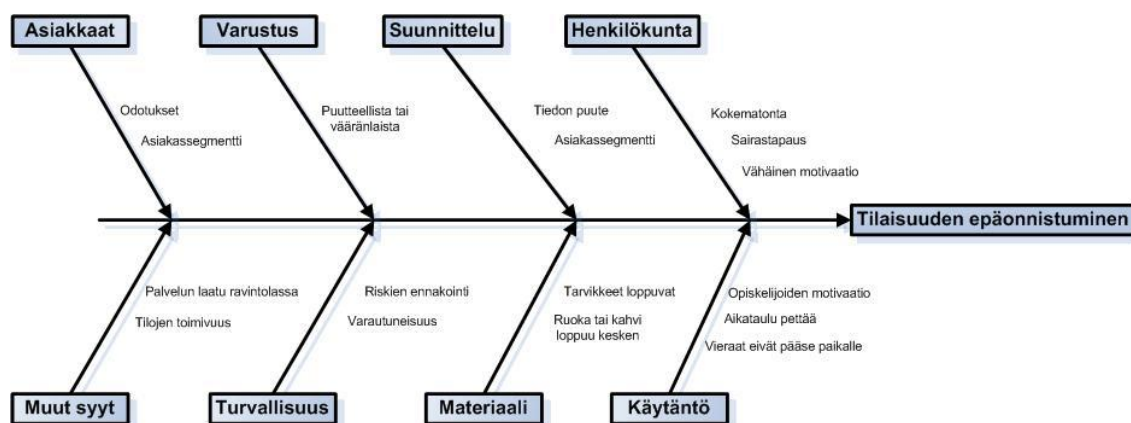 Asiakkaat
Varustus
Suunnittelu
Henkilökunta
Odotukset
Asiakassegmentti
Puutteellista tai
vääränlaista
Tiedon puute
Asiakassegmentti
Kokematonta
Sairastapaus
Vähäinen motivaatio
Tilaisuuden epäonnistuminen
Palvelun laatu ravintolassa
Tilojen toimivuus
Riskien ennakointi
Varautuneisuus
Tarvikkeet loppuvat
Ruoka tai kahvi
loppuu kesken
Opiskelijoiden motivaatio
Aikataulu pettää
Vieraat eivät pääse paikalle
Muut syyt
Turvallisuus
Materiaali
Käytäntö